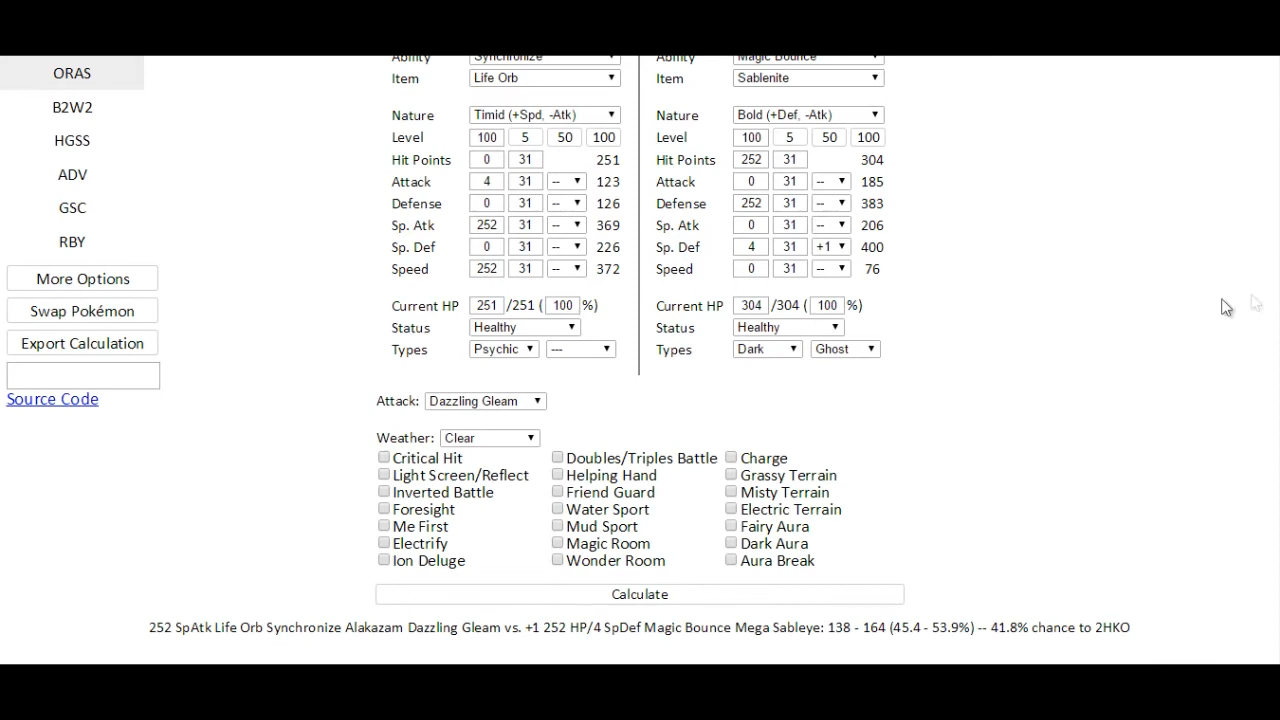 Ability Synchronize Ability Magic Bounce
ORAS
Item Life Orb Item Sablenite
B2W2
Nature Timid (+Spd, -Atk) Nature Bold (+Def, -Atk)
HGSS
Level 100 5 50 100 Level 100 5 50 100
Hit Points 0 31 251 Hit Points 252 31 304
ADV
Attack 4 31 -- 123 Attack 0 31 -- 185
GSC
Defense 0 31 -- 126 Defense 252 31 -- 383
Sp. Atk 252 31 -- 369 Sp. Atk 0 31 -- 206
RBY
Sp. Def 0 31 -- 226 Sp. Def 4 31 +1 400
Speed 252 31 -- 372 Speed 0 31 -- 76
More Options
Swap Pokémon
Current HP 251 /251 ( 100 %) Current HP 304 /304 ( 100 %)
Status Healthy Status Healthy
Export Calculation
Types Psychic --- Types Dark Ghost
Source Code
Attack: Dazzling Gleam
Weather: Clear
Critical Hit Doubles/Triples Battle Charge
Light Screen/Reflect Helping Hand Grassy Terrain
Inverted Battle Friend Guard Misty Terrain
Foresight Water Sport Electric Terrain
Me First Mud Sport Fairy Aura
Electrify Magic Room Dark Aura
Ion Deluge Wonder Room Aura Break
Calculate
252 SpAtk Life Orb Synchronize Alakazam Dazzling Gleam vs. +1 252 HP/4 SpDef Magic Bounce Mega Sableye: 138 - 164 (45.4 - 53.9%) -- 41.8% chance to 2HKO